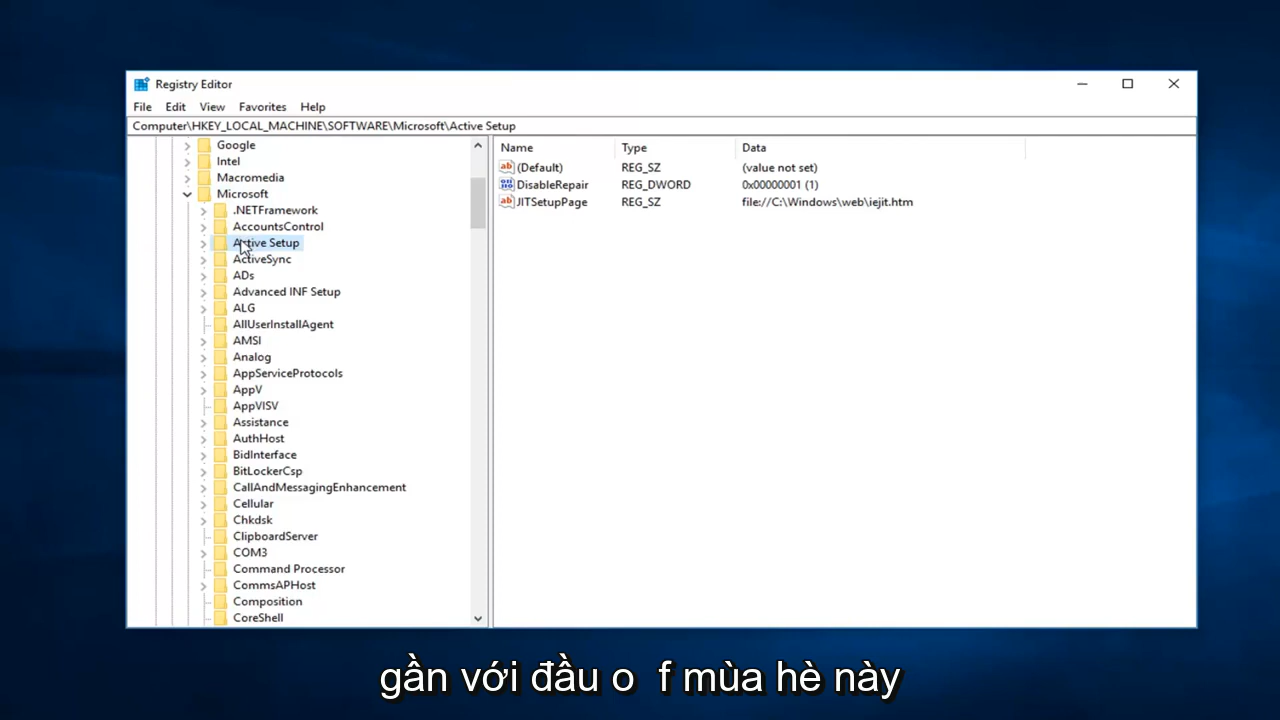 Registry Editor
File Edit View Favorites Help
Computer\HKEY_LOCAL_MACHINE\SOFTWARE\Microsoft\Active Setup
Google
Intel
Macromedia
Microsoft
.NETFramework
AccountsControl
Active Setup
ActiveSync
ADs
Advanced INF Setup
ALG
AllUserInstallAgent
AMSI
Analog
AppServiceProtocols
AppV
AppVISV
Assistance
AuthHost
BidInterface
BitLockerCsp
CallAndMessagingEnhancement
Cellular
Chkdsk
ClipboardServer
COM3
Command Processor
CommsAPHost
Composition
CoreShell
Name Type Data
(Default) REG_SZ (value not set)
DisableRepair REG_DWORD 0x00000001 (1)
JITSetupPage REG_SZ file://C:\Windows\web\iejit.htm
gần với đầu o f mùa hè này